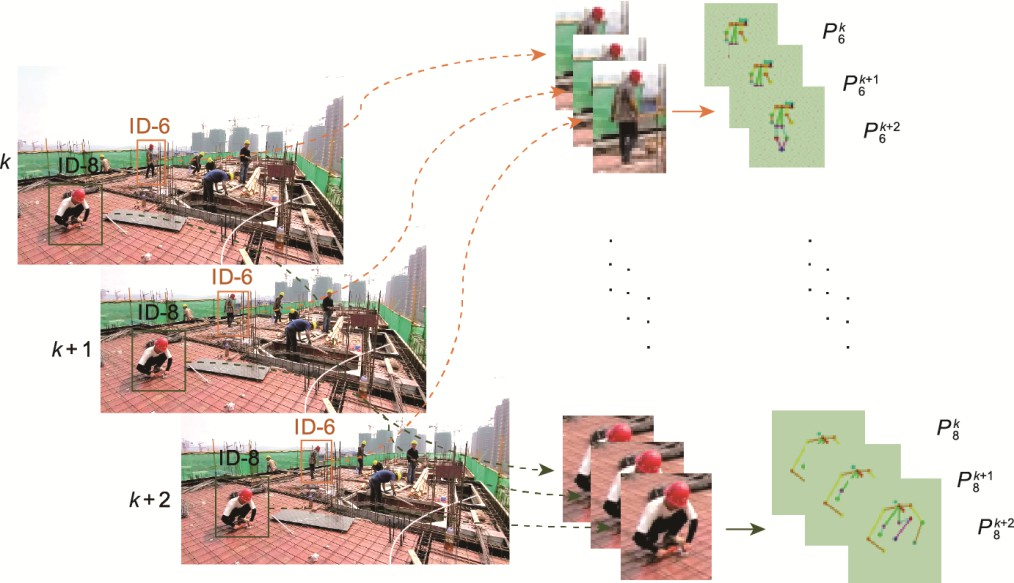 k
ID-6
ID-8
k+1
ID-6
ID-8
k+2
ID-6
ID-8
P₆ᵏ
P₆ᵏ⁺¹
P₆ᵏ⁺²
P₈ᵏ
P₈ᵏ⁺¹
P₈ᵏ⁺²